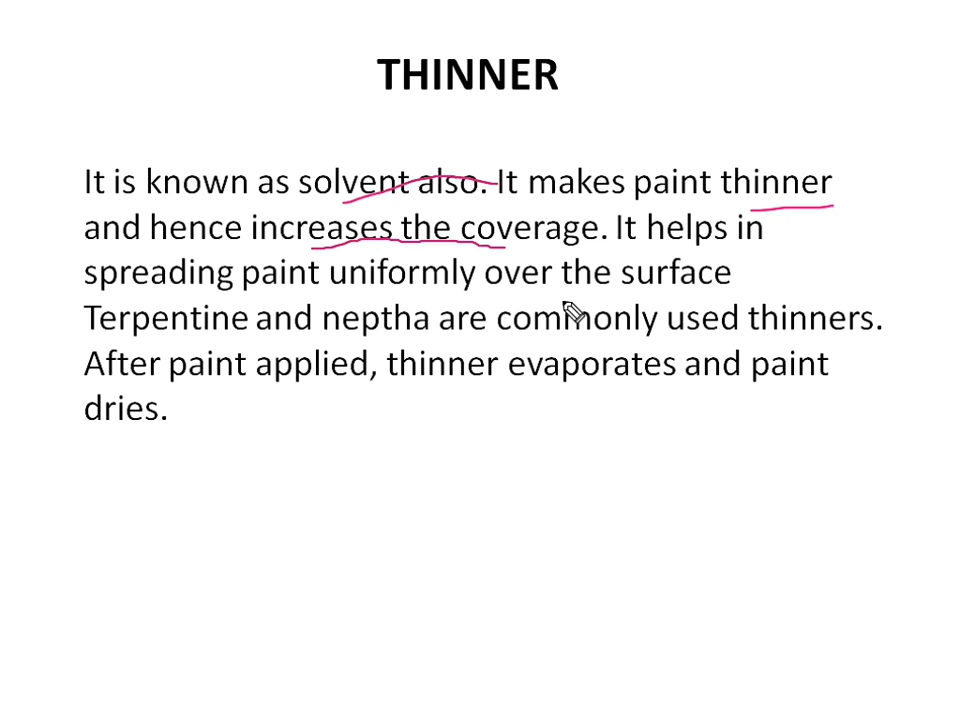 THINNER
It is known as solvent also. It makes paint thinner
and hence increases the coverage. It helps in
spreading paint uniformly over the surface
Terpentine and neptha are commonly used thinners.
After paint applied, thinner evaporates and paint
dries.